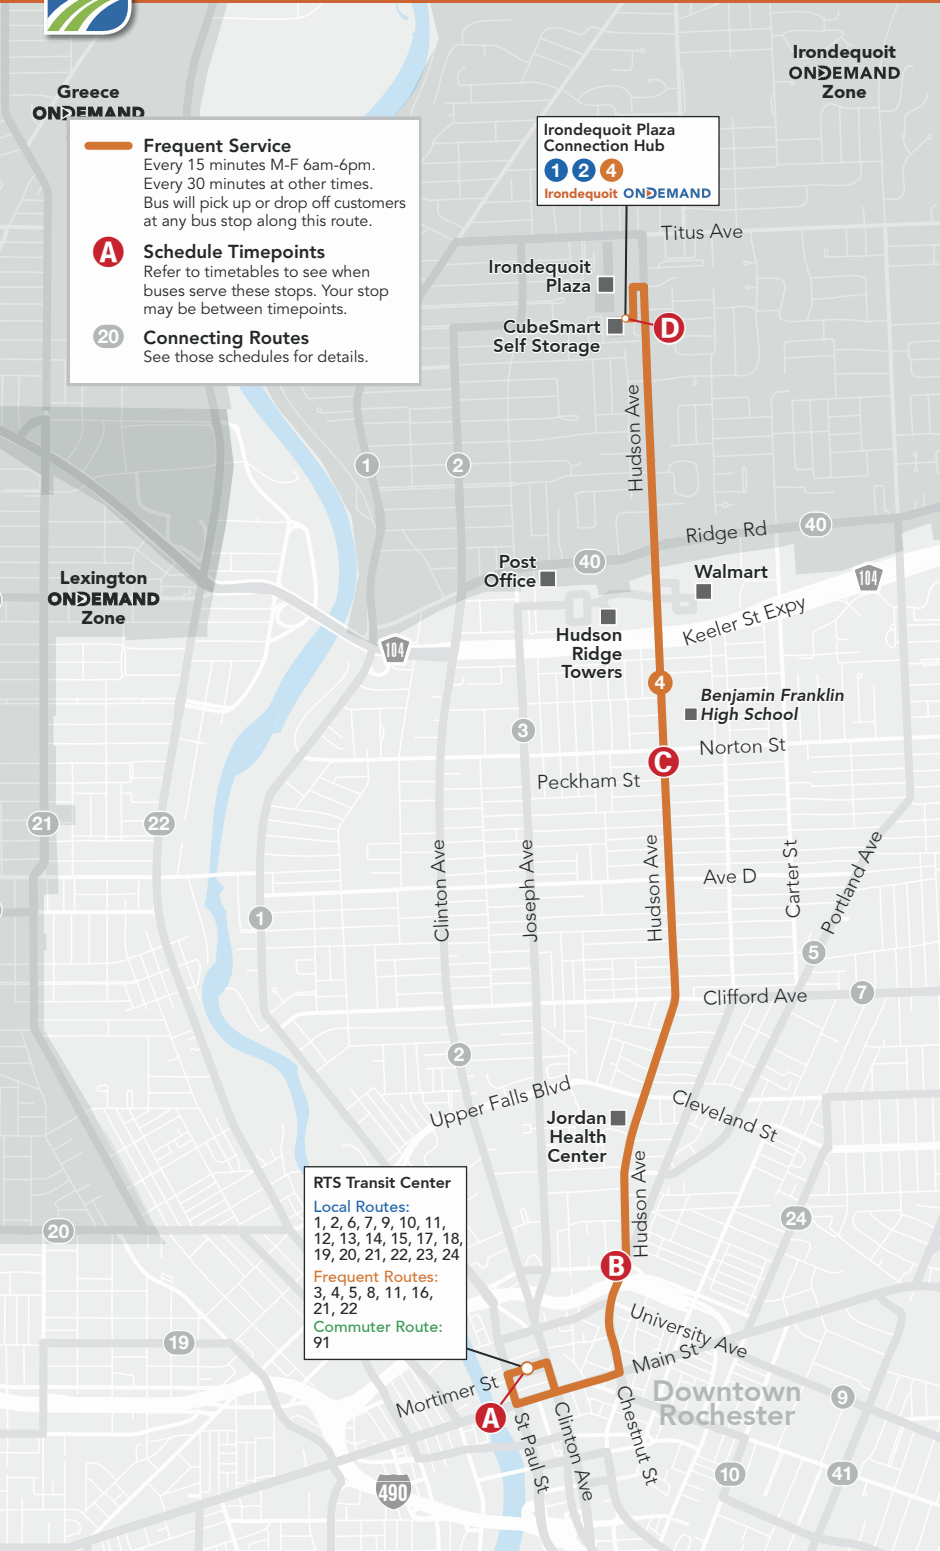 Irondequoit
ONDEMAND
Zone
Greece
ONDEMAND
Frequent Service
Every 15 minutes M-F 6am-6pm.
Every 30 minutes at other times.
Bus will pick up or drop off customers
at any bus stop along this route.
A
Schedule Timepoints
Refer to timetables to see when
buses serve these stops. Your stop
may be between timepoints.
20
Connecting Routes
See those schedules for details.
Irondequoit Plaza
Connection Hub
1 2 4
Irondequoit ONDEMAND
Titus Ave
Irondequoit
Plaza
CubeSmart
Self Storage
D
Hudson Ave
1
2
Ridge Rd
40
Post
Office
40
Walmart
104
Lexington
ONDEMAND
Zone
Keeler St Expy
Hudson
Ridge
Towers
104
4
Benjamin Franklin
High School
3
Norton St
C
Peckham St
21
22
Clinton Ave
Joseph Ave
Hudson Ave
Ave D
Carter St
Portland Ave
1
5
7
Clifford Ave
2
Upper Falls Blvd
Jordan
Health
Center
Cleveland St
Hudson Ave
RTS Transit Center
Local Routes:
1, 2, 6, 7, 9, 10, 11,
12, 13, 14, 15, 17, 18,
19, 20, 21, 22, 23, 24
Frequent Routes:
3, 4, 5, 8, 11, 16,
21, 22
Commuter Route:
91
20
24
B
19
University Ave
Main St
Mortimer St
A
St Paul St
Clinton Ave
Chestnut St
Downtown
Rochester
9
10
41
490